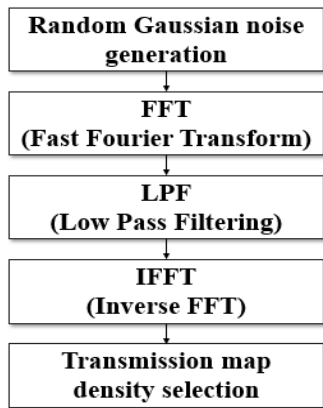 Random Gaussian noise
generation
FFT
(Fast Fourier Transform)
LPF
(Low Pass Filtering)
IFFT
(Inverse FFT)
Transmission map
density selection